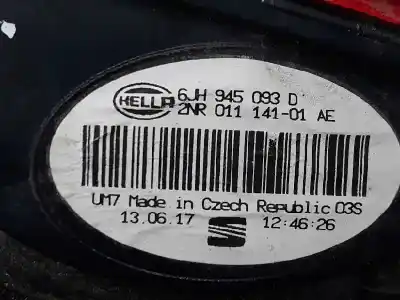 HELLA
6JH 945 093 D
2NR 011 141-01 AE
UM7 Made in Czech Republic 03S
13.06.17 12:46:26